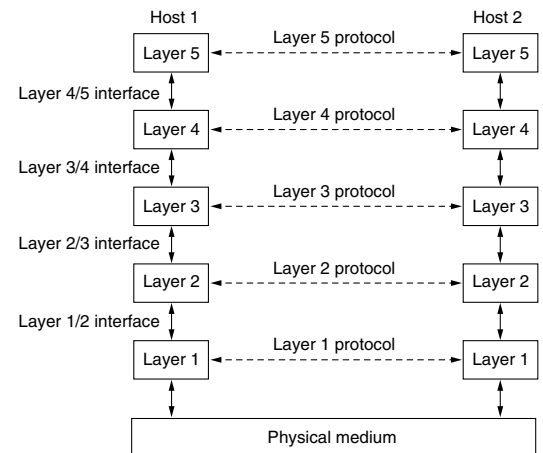 Host 1
Host 2
Layer 5 protocol
Layer 5
Layer 5
Layer 4/5 interface
Layer 4 protocol
Layer 4
Layer 4
Layer 3/4 interface
Layer 3 protocol
Layer 3
Layer 3
Layer 2/3 interface
Layer 2 protocol
Layer 2
Layer 2
Layer 1/2 interface
Layer 1 protocol
Layer 1
Layer 1
Physical medium